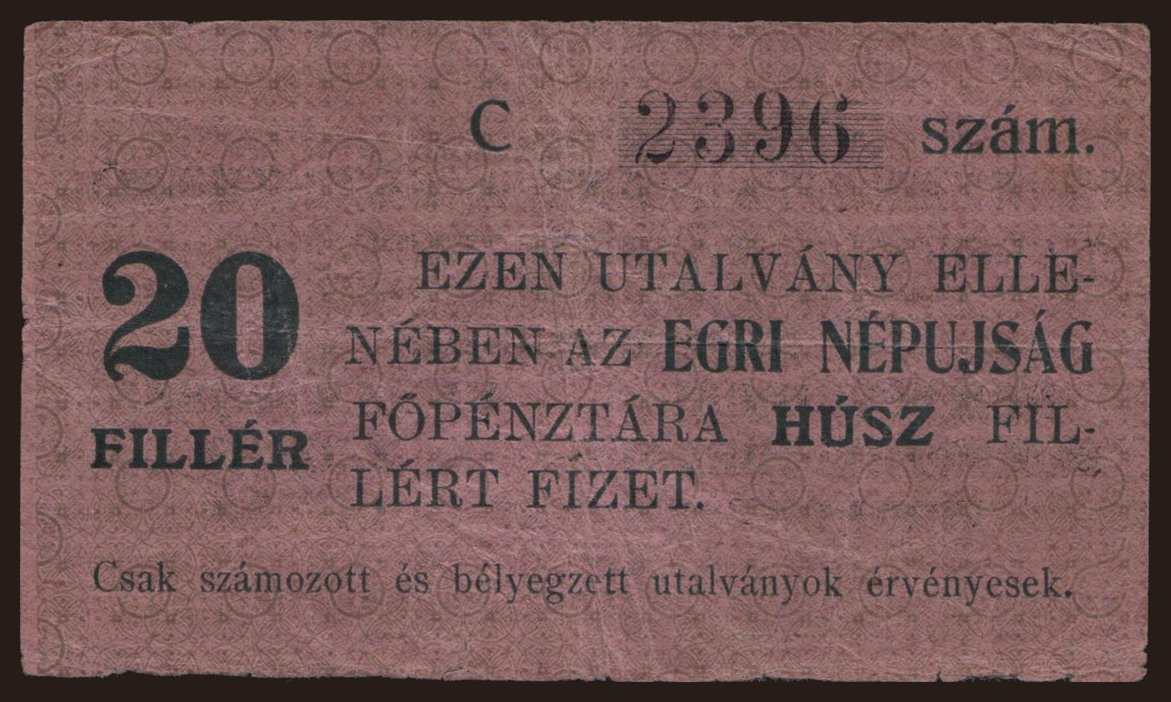 C 2396 szám.
20
FILLÉR
EZEN UTALVÁNY ELLE-
NÉBEN AZ EGRI NÉPUJSÁG
FŐPÉNZTÁRA HÚSZ FIL-
LÉRT FIZET.
Csak számozott és bélyegzett utalványok érvényesek.